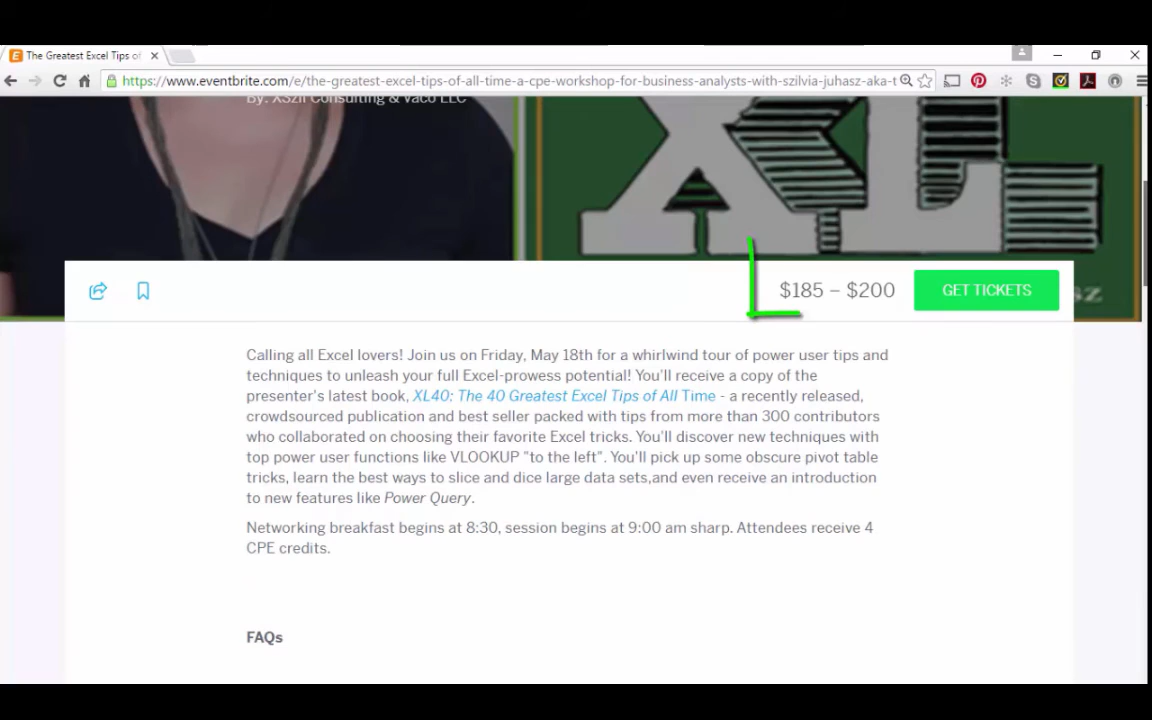 The Greatest Excel Tips of
https://www.eventbrite.com/e/the-greatest-excel-tips-of-all-time-a-cpe-workshop-for-business-analysts-with-szilvia-juhasz-aka-t
By: XSzil Consulting & Vaco LLC
XL
$185 – $200
GET TICKETS
sz
Calling all Excel lovers! Join us on Friday, May 18th for a whirlwind tour of power user tips and
techniques to unleash your full Excel-prowess potential! You'll receive a copy of the
presenter's latest book, XL40: The 40 Greatest Excel Tips of All Time - a recently released,
crowdsourced publication and best seller packed with tips from more than 300 contributors
who collaborated on choosing their favorite Excel tricks. You'll discover new techniques with
top power user functions like VLOOKUP "to the left". You'll pick up some obscure pivot table
tricks, learn the best ways to slice and dice large data sets,and even receive an introduction
to new features like Power Query.
Networking breakfast begins at 8:30, session begins at 9:00 am sharp. Attendees receive 4
CPE credits.
FAQs